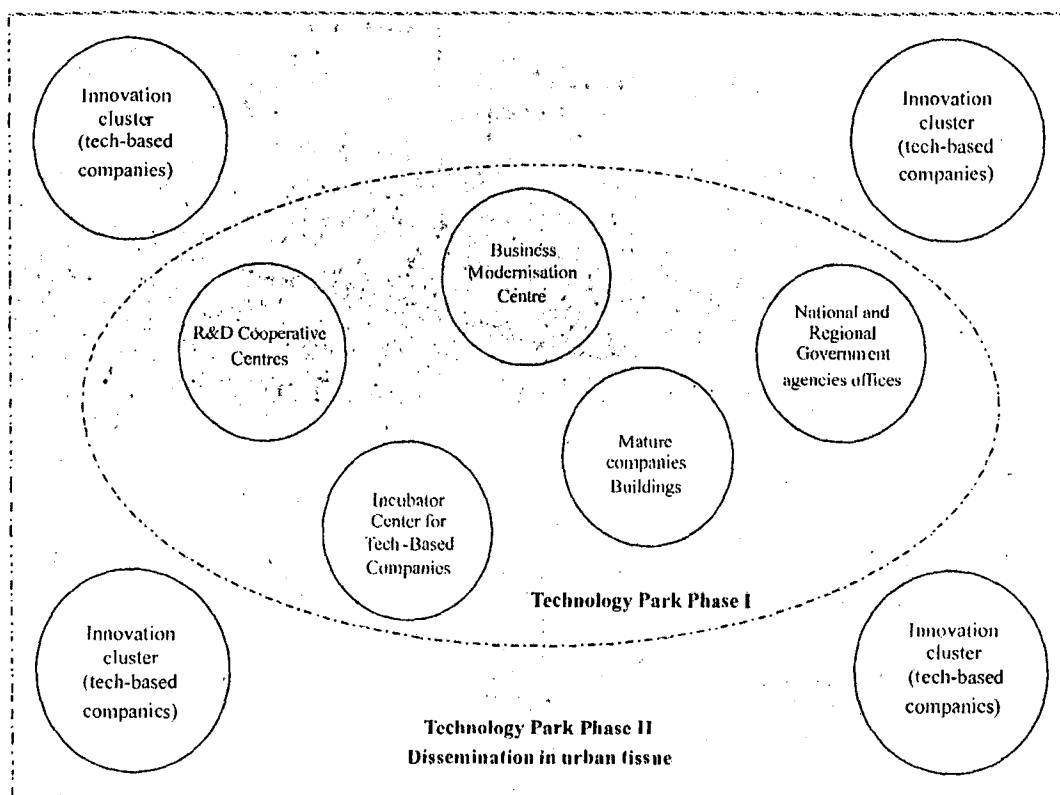 Innovation
cluster
(tech-based
companies)
Innovation
cluster
(tech-based
companies)
Business
Modernisation
Centre
R&D Cooperative
Centres
National and
Regional
Government
agencies offices
Mature
companies
Buildings
Incubator
Center for
Tech-Based
Companies
Technology Park Phase I
Innovation
cluster
(tech-based
companies)
Innovation
cluster
(tech-based
companies)
Technology Park Phase II
Dissemination in urban tissue